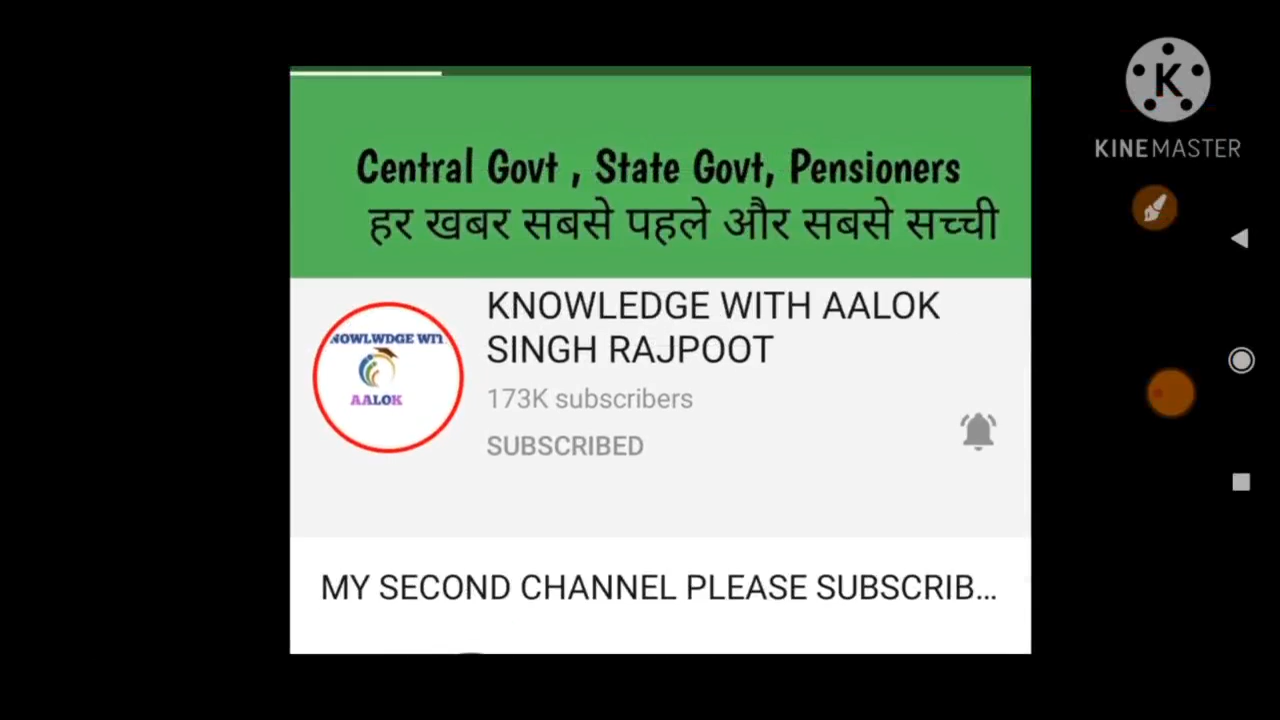 K
KINEMASTER
Central Govt , State Govt, Pensioners
हर खबर सबसे पहले और सबसे सच्ची
KNOWLEDGE WITH AALOK
SINGH RAJPOOT
NOWLWDGE WIT
AALOK
173K subscribers
SUBSCRIBED
MY SECOND CHANNEL PLEASE SUBSCRIB...